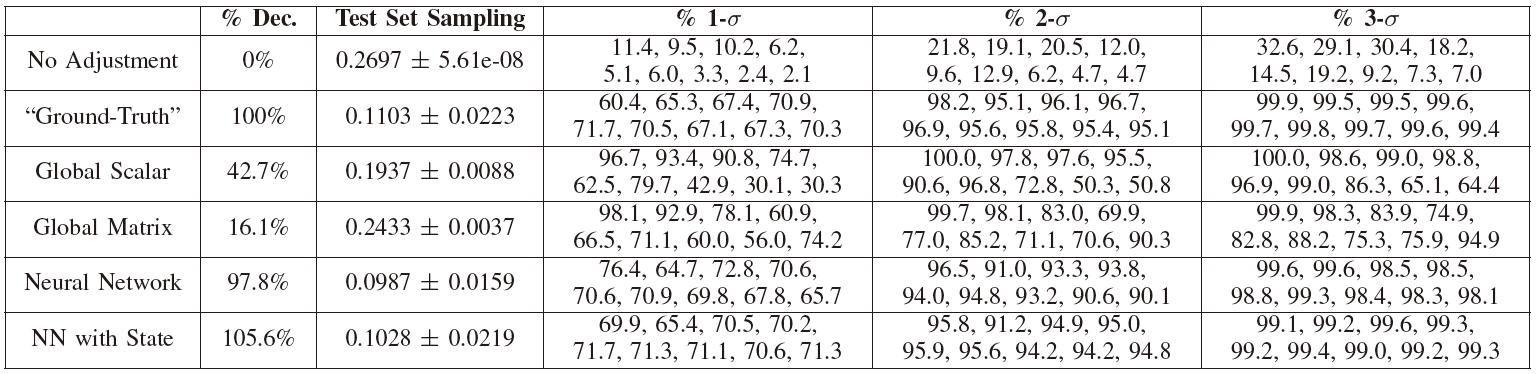 % Dec. Test Set Sampling % 1-σ % 2-σ % 3-σ
No Adjustment 0% 0.2697 ± 5.61e-08 11.4, 9.5, 10.2, 6.2, 21.8, 19.1, 20.5, 12.0, 32.6, 29.1, 30.4, 18.2,
5.1, 6.0, 3.3, 2.4, 2.1 9.6, 12.9, 6.2, 4.7, 4.7 14.5, 19.2, 9.2, 7.3, 7.0
“Ground-Truth” 100% 0.1103 ± 0.0223 60.4, 65.3, 67.4, 70.9, 98.2, 95.1, 96.1, 96.7, 99.9, 99.5, 99.5, 99.6,
71.7, 70.5, 67.1, 67.3, 70.3 96.9, 95.6, 95.8, 95.4, 95.1 99.7, 99.8, 99.7, 99.6, 99.4
Global Scalar 42.7% 0.1937 ± 0.0088 96.7, 93.4, 90.8, 74.7, 100.0, 97.8, 97.6, 95.5, 100.0, 98.6, 99.0, 98.8,
62.5, 79.7, 42.9, 30.1, 30.3 90.6, 96.8, 72.8, 50.3, 50.8 96.9, 99.0, 86.3, 65.1, 64.4
Global Matrix 16.1% 0.2433 ± 0.0037 98.1, 92.9, 78.1, 60.9, 99.7, 98.1, 83.0, 69.9, 99.9, 98.3, 83.9, 74.9,
66.5, 71.1, 60.0, 56.0, 74.2 77.0, 85.2, 71.1, 70.6, 90.3 82.8, 88.2, 75.3, 75.9, 94.9
Neural Network 97.8% 0.0987 ± 0.0159 76.4, 64.7, 72.8, 70.6, 96.5, 91.0, 93.3, 93.8, 99.6, 99.6, 98.5, 98.5,
70.6, 70.9, 69.8, 67.8, 65.7 94.0, 94.8, 93.2, 90.6, 90.1 98.8, 99.3, 98.4, 98.3, 98.1
NN with State 105.6% 0.1028 ± 0.0219 69.9, 65.4, 70.5, 70.2, 95.8, 91.2, 94.9, 95.0, 99.1, 99.2, 99.6, 99.3,
71.7, 71.3, 71.1, 70.6, 71.3 95.9, 95.6, 94.2, 94.2, 94.8 99.2, 99.4, 99.0, 99.2, 99.3